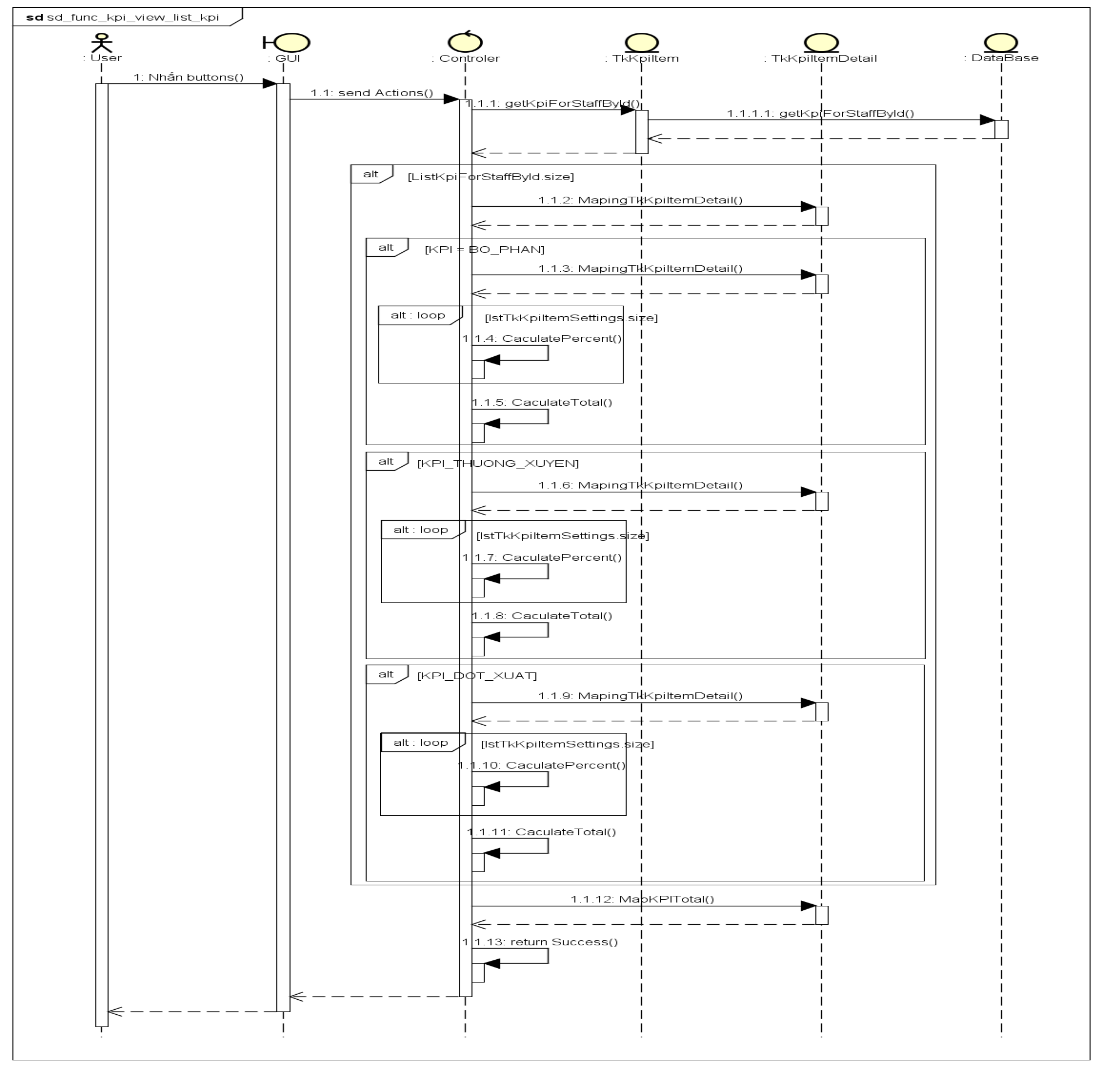 sd sd_func_kpi_view_list_kpi
: User
: GUI
: Controler
: TkKpiItem
: TkKpiItemDetail
: DataBase
1: Nhấn buttons()
1.1: send Actions()
1.1.1: getKpiForStaffById()
1.1.1.1: getKpiForStaffById()
alt
[ListKpiForStaffById.size]
1.1.2: MapingTkKpiItemDetail()
alt
[KPI = BO_PHAN]
1.1.3: MapingTkKpiItemDetail()
alt : loop
[lstTkKpiItemSettings.size]
1.1.4: CaculatePercent()
1.1.5: CaculateTotal()
alt
[KPI_THUONG_XUYEN]
1.1.6: MapingTkKpiItemDetail()
alt : loop
[lstTkKpiItemSettings.size]
1.1.7: CaculatePercent()
1.1.8: CaculateTotal()
alt
[KPI_DOT_XUAT]
1.1.9: MapingTkKpiItemDetail()
alt : loop
[lstTkKpiItemSettings.size]
1.1.10: CaculatePercent()
1.1.11: CaculateTotal()
1.1.12: MapKPITotal()
1.1.13: return Success()